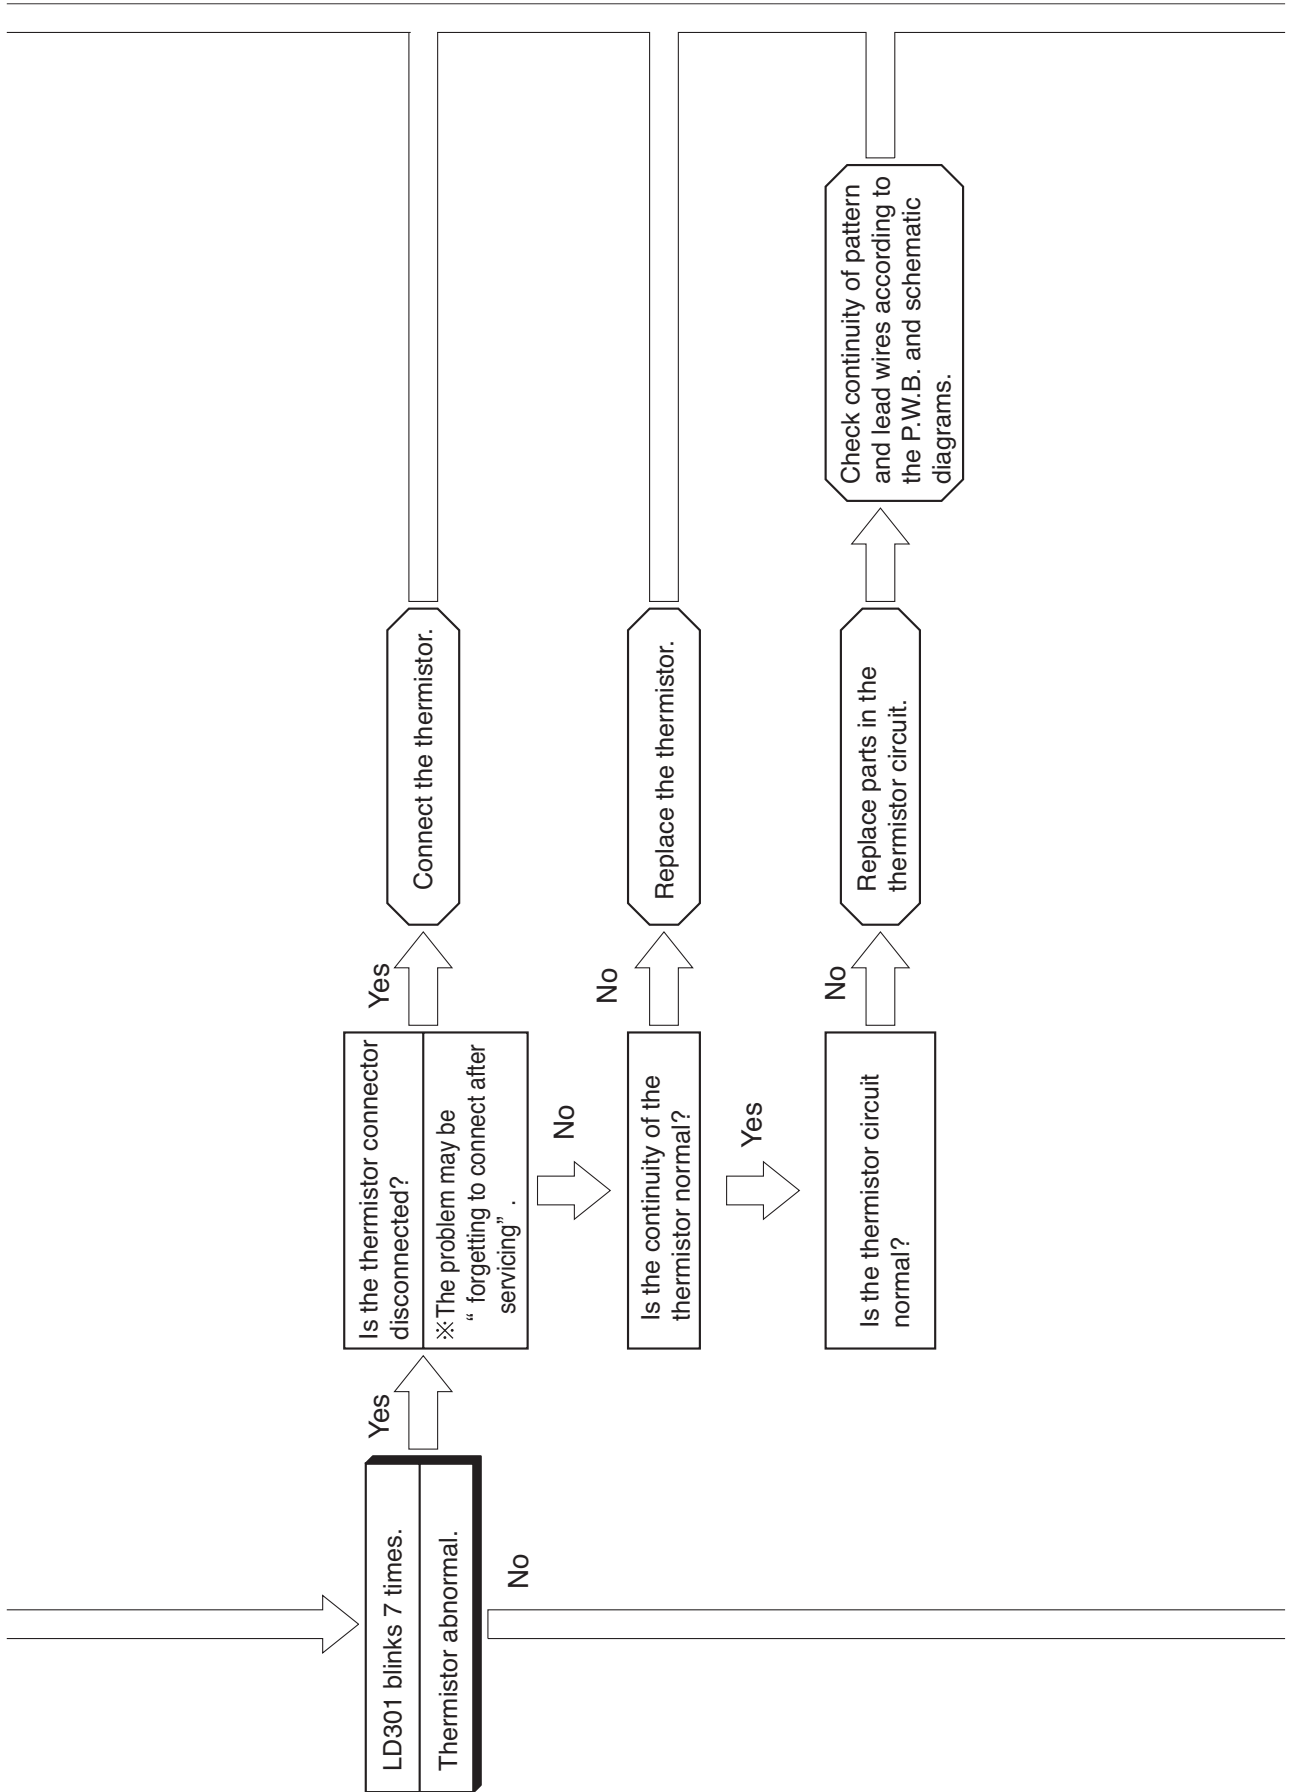 LD301 blinks 7 times.
Thermistor abnormal.
Yes
No
Is the thermistor connector
disconnected?
※ The problem may be
“ forgetting to connect after
servicing” .
Yes
Connect the thermistor.
No
Is the continuity of the
thermistor normal?
No
Replace the thermistor.
Yes
Is the thermistor circuit
normal?
No
Replace parts in the
thermistor circuit.
Check continuity of pattern
and lead wires according to
the P.W.B. and schematic
diagrams.